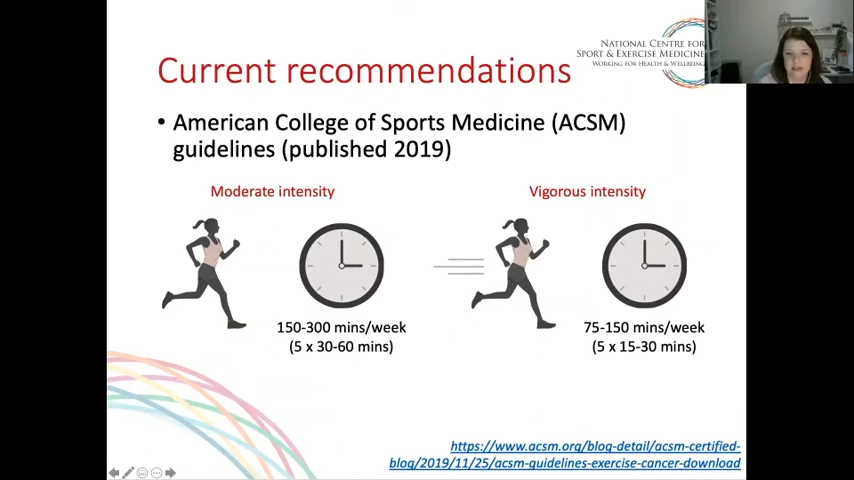 NATIONAL CENTRE FOR
SPORT & EXERCISE MEDICINE
WORKING FOR HEALTH & WELLBEING
Current recommendations
• American College of Sports Medicine (ACSM)
guidelines (published 2019)
Moderate intensity
Vigorous intensity
150-300 mins/week
(5 x 30-60 mins)
75-150 mins/week
(5 x 15-30 mins)
https://www.acsm.org/blog-detail/acsm-certified-
blog/2019/11/25/acsm-guidelines-exercise-cancer-download